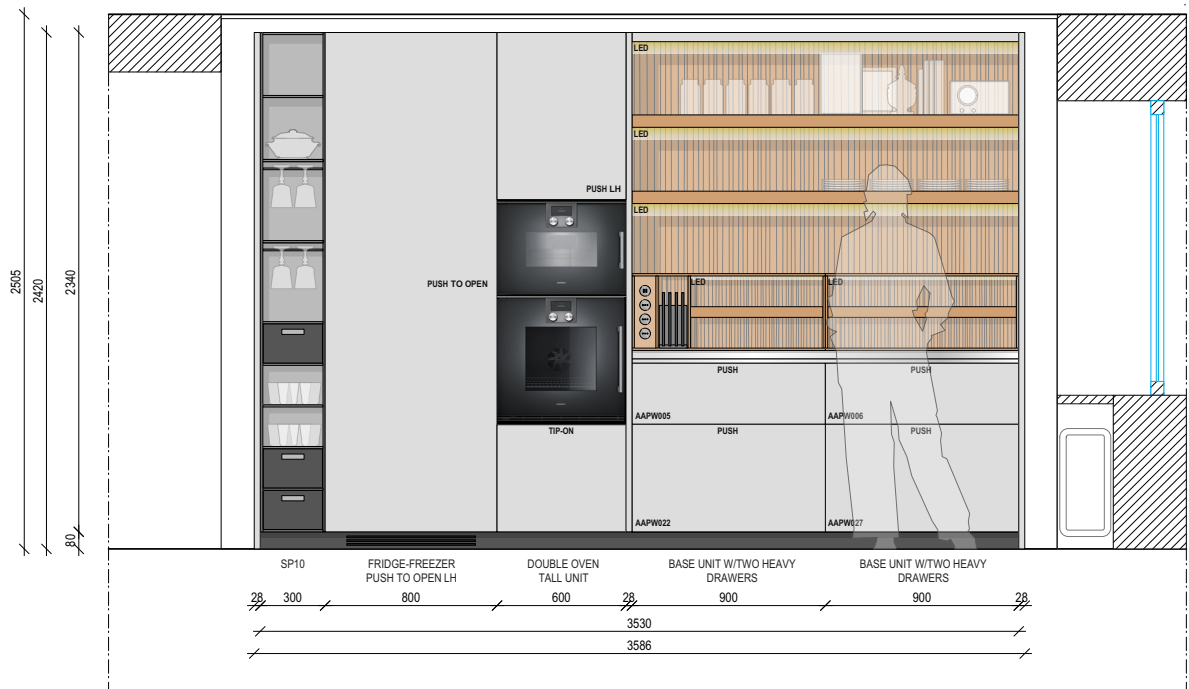 LED
LED
PUSH LH
LED
PUSH TO OPEN
LED
LED
PUSH
PUSH
AAPW005
AAPW006
TIP-ON
PUSH
PUSH
AAPW022
AAPW027
2505
2420
2340
80
SP10
FRIDGE-FREEZER
PUSH TO OPEN LH
DOUBLE OVEN
TALL UNIT
BASE UNIT W/TWO HEAVY
DRAWERS
BASE UNIT W/TWO HEAVY
DRAWERS
28 300 800 600 28 900 900 28
3530
3586